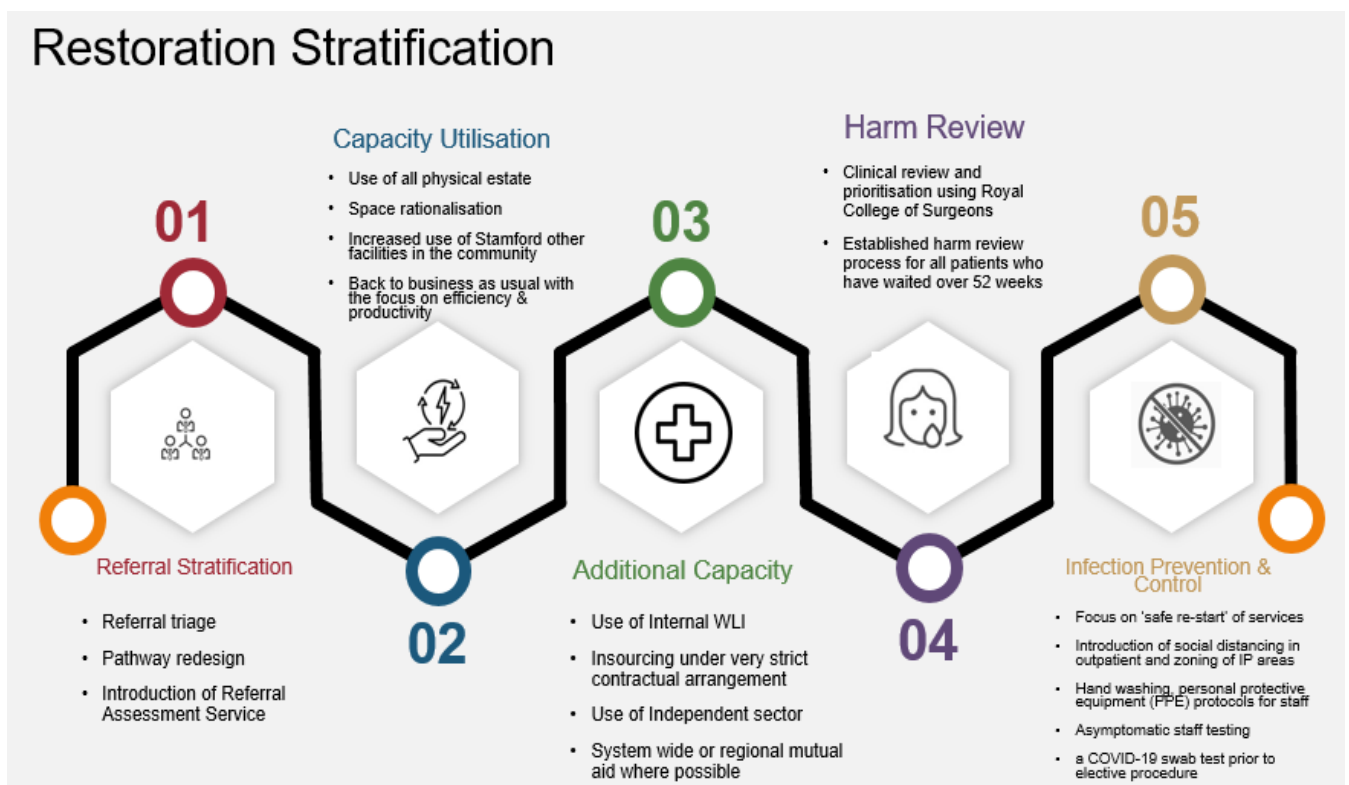 Restoration Stratification
01
Referral Stratification
• Referral triage
• Pathway redesign
• Introduction of Referral
Assessment Service
Capacity Utilisation
• Use of all physical estate
• Space rationalisation
• Increased use of Stamford other
facilities in the community
• Back to business as usual with
the focus on efficiency &
productivity
02
03
Additional Capacity
• Use of Internal WLI
• Insourcing under very strict
contractual arrangement
• Use of Independent sector
• System wide or regional mutual
aid where possible
Harm Review
• Clinical review and
prioritisation using Royal
College of Surgeons
• Established harm review
process for all patients who
have waited over 52 weeks
04
05
Infection Prevention &
Control
• Focus on 'safe re-start' of services
• Introduction of social distancing in
outpatient and zoning of IP areas
• Hand washing, personal protective
equipment (PPE) protocols for staff
• Asymptomatic staff testing
• a COVID-19 swab test prior to
elective procedure